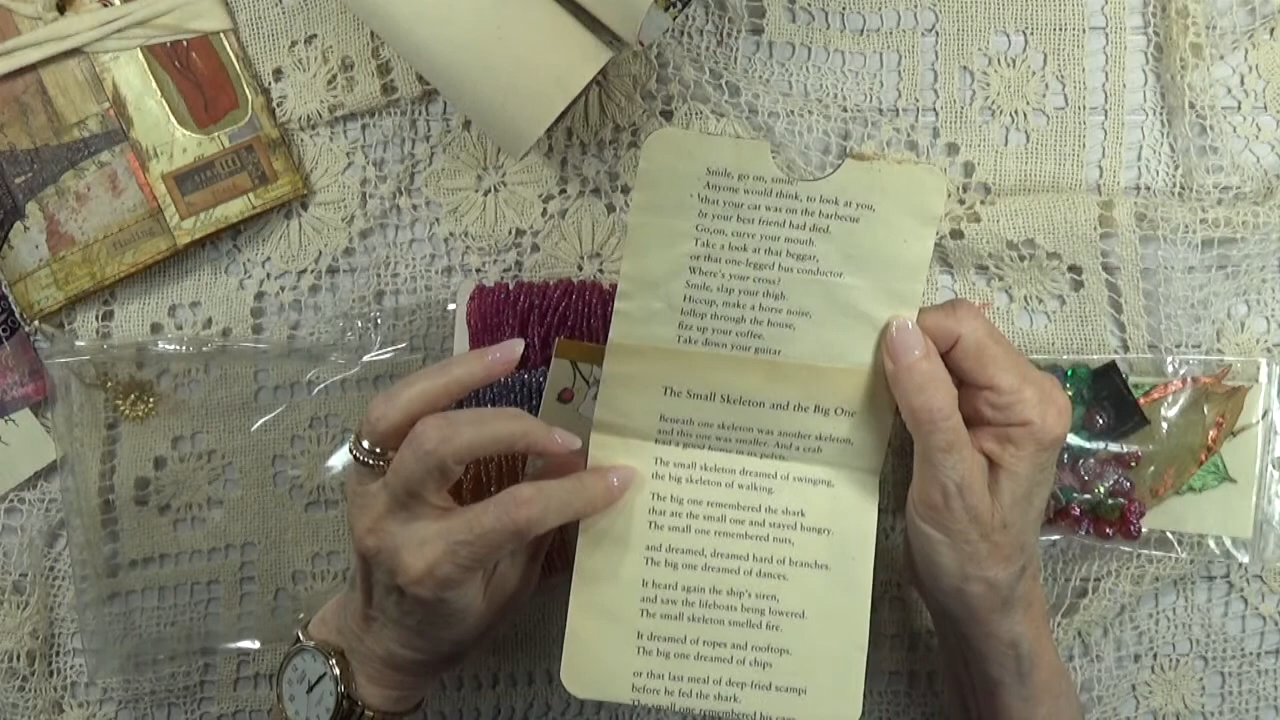 finding
Smile, go on, smile!
Anyone would think, to look at you,
that your cat was on the barbecue
or your best friend had died.
Go, on, curve your mouth.
Take a look at that beggar,
or that one-legged bus conductor.
Where's your cross?
Smile, slap your thigh.
Hiccup, make a horse noise,
lollop through the house,
fizz up your coffee.
Take down your guitar
The Small Skeleton and the Big One
Beneath one skeleton was another skeleton,
and this one was smaller. And a crab
had a good home in its pelvis.
The small skeleton dreamed of swinging,
the big skeleton of walking.
The big one remembered the shark
that are the small one and stayed hungry.
The small one remembered nuts,
and dreamed, dreamed hard of branches.
The big one dreamed of dances.
It heard again the ship's siren,
and saw the lifeboats being lowered.
The small skeleton smelled fire.
It dreamed of ropes and rooftops.
The big one dreamed of chips
or that last meal of deep-fried scampi
before he fed the shark.
The small one remembered his